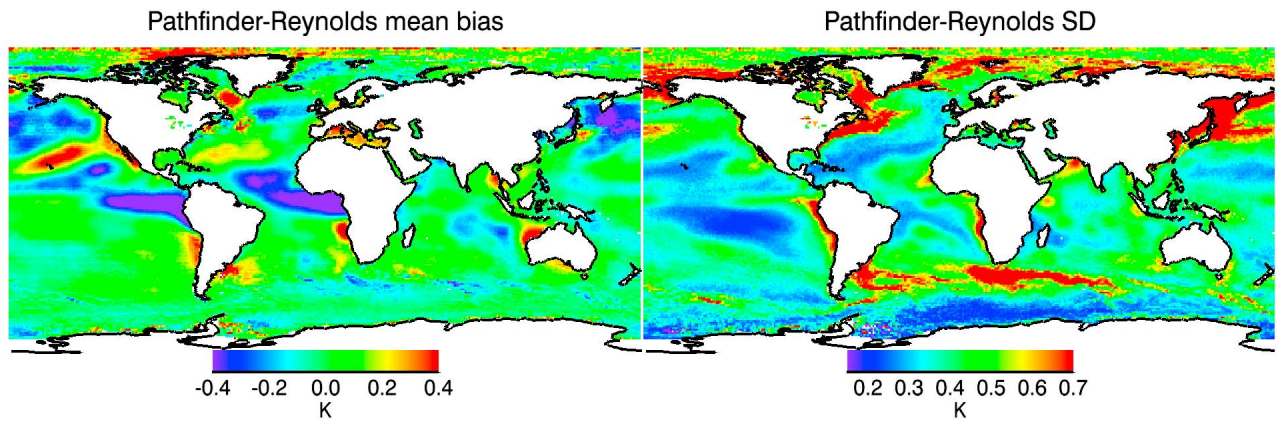 Pathfinder-Reynolds mean bias
Pathfinder-Reynolds SD
-0.4 -0.2 0.0 0.2 0.4
K
0.2 0.3 0.4 0.5 0.6 0.7
K